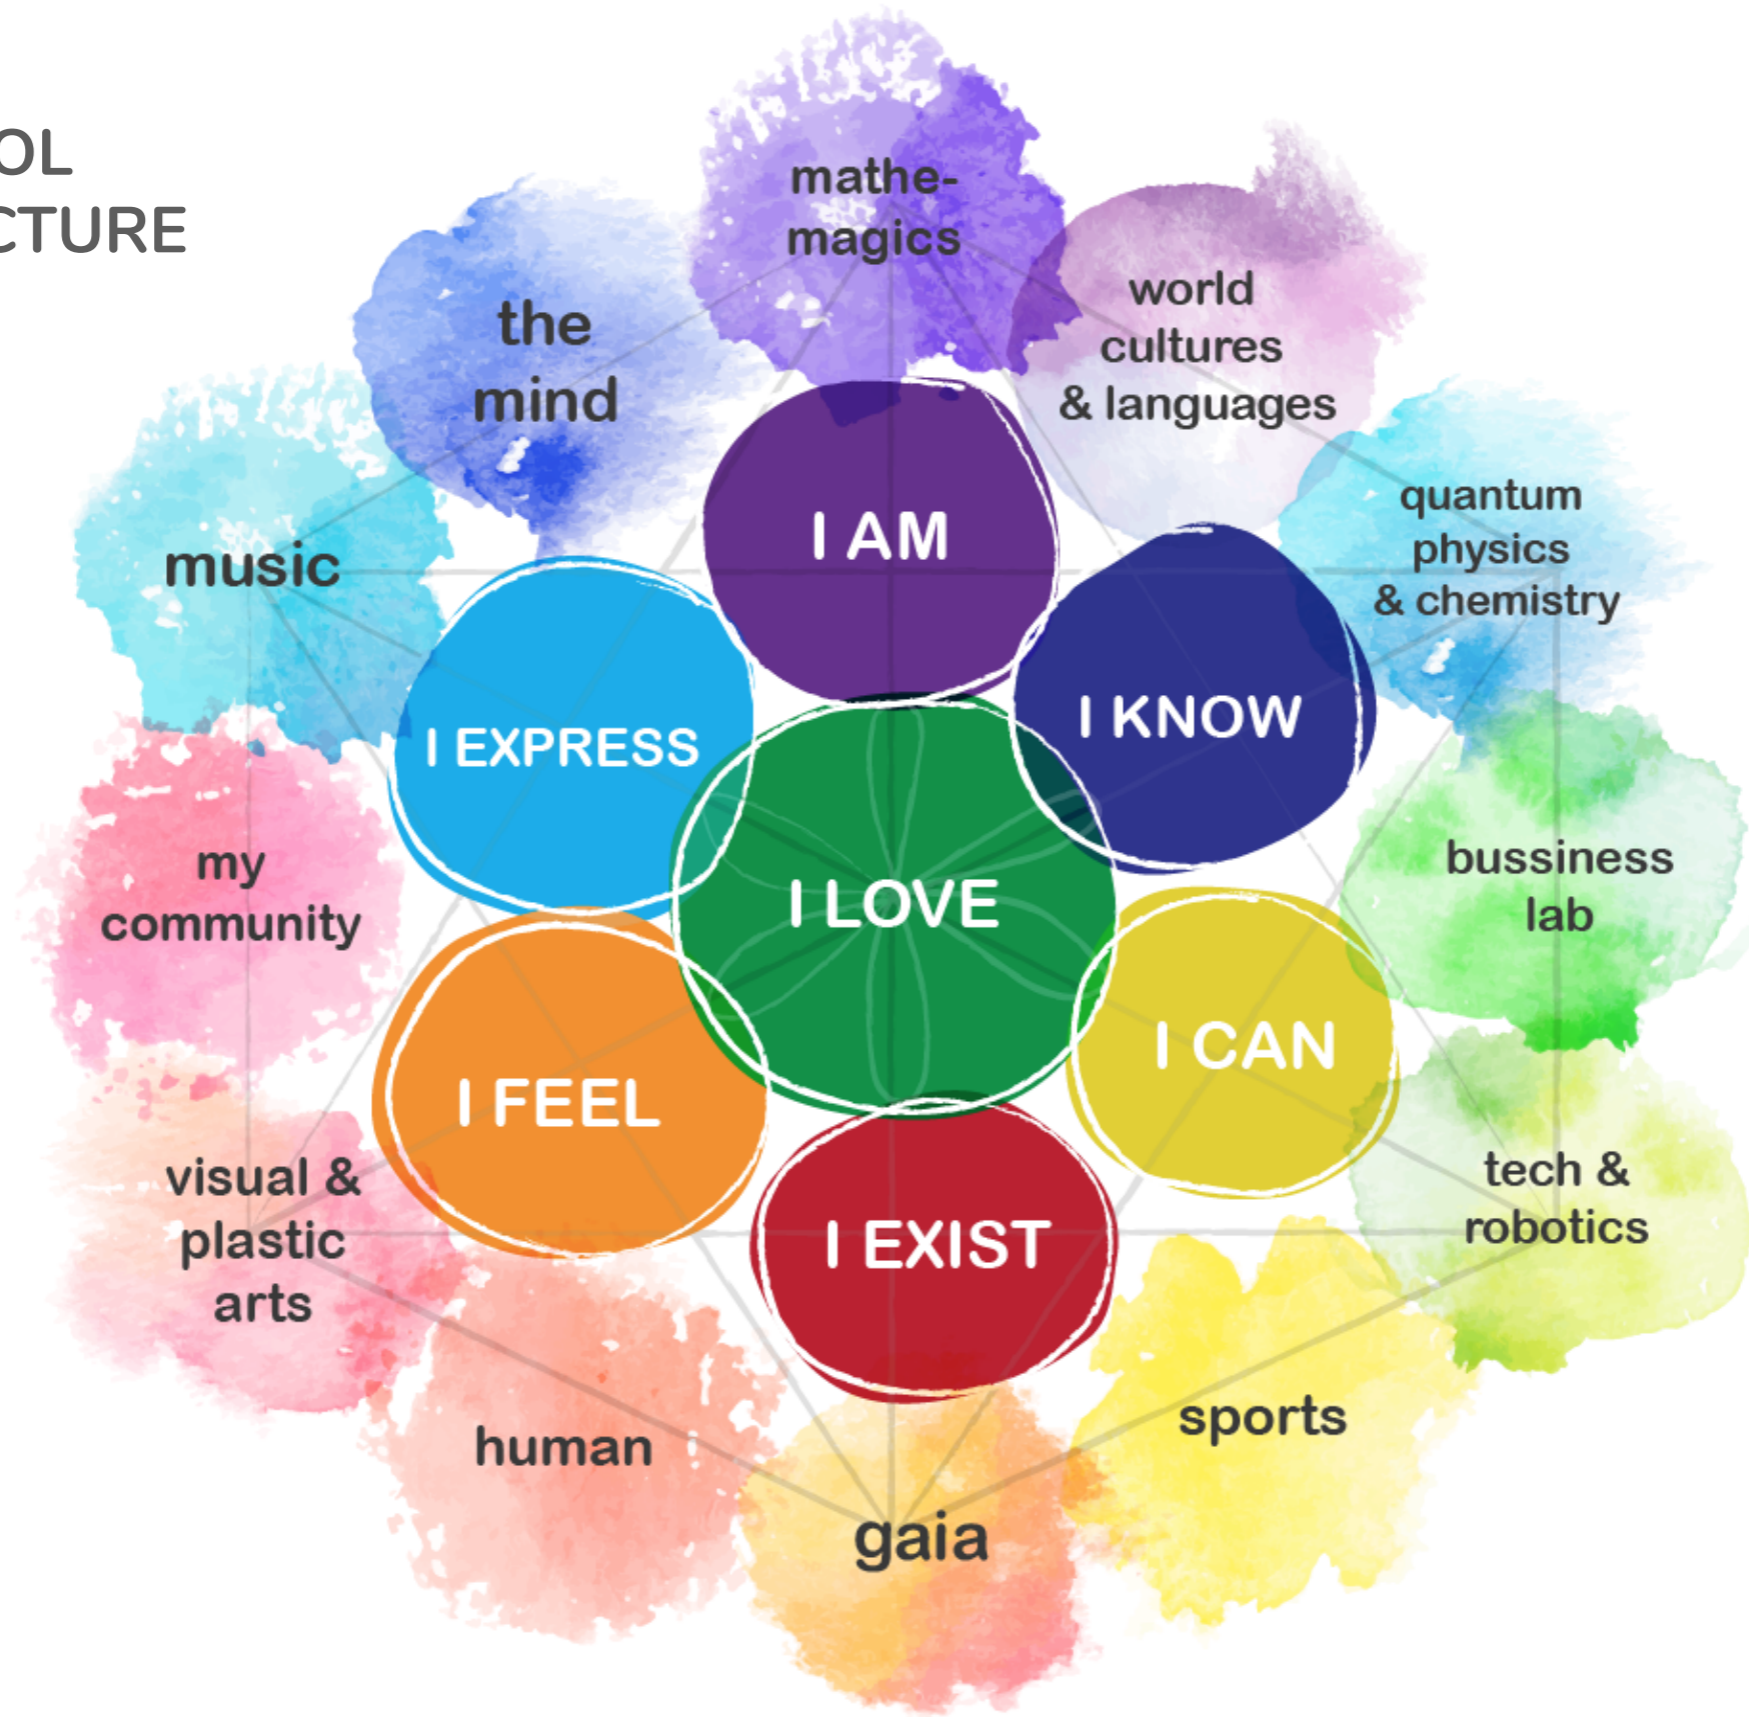 OL
CTURE
mathe-
magics
world
cultures
& languages
the
mind
quantum
physics
& chemistry
music
I AM
I KNOW
I EXPRESS
my
community
I LOVE
bussiness
lab
I FEEL
I CAN
visual &
plastic
arts
I EXIST
tech &
robotics
human
gaia
sports